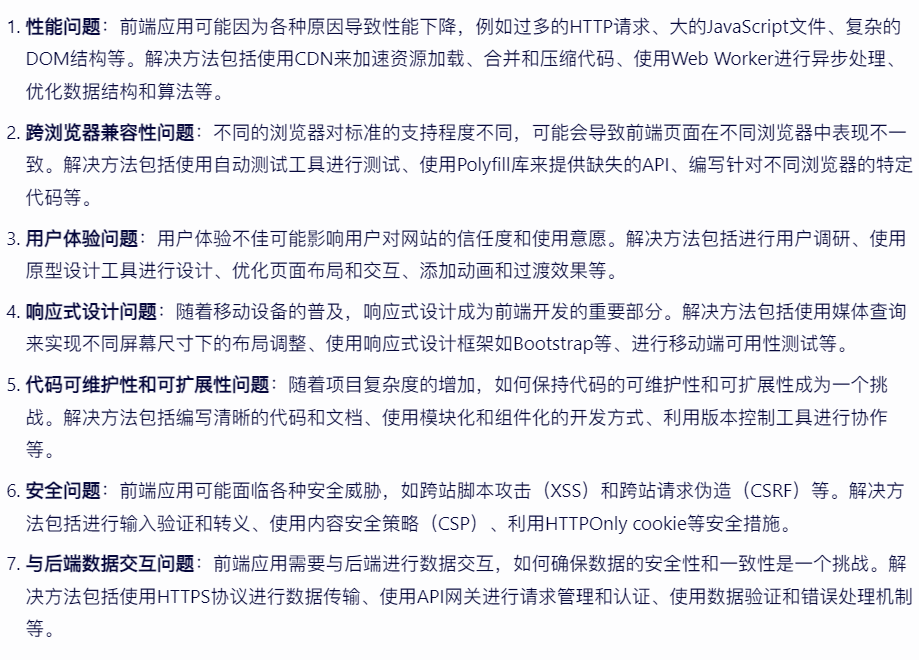 1. 性能问题：前端应用可能因为各种原因导致性能下降，例如过多的HTTP请求、大的JavaScript文件、复杂的
DOM结构等。解决方法包括使用CDN来加速资源加载、合并和压缩代码、使用Web Worker进行异步处理、
优化数据结构和算法等。
2. 跨浏览器兼容性问题：不同的浏览器对标准的支持程度不同，可能会导致前端页面在不同浏览器中表现不一
致。解决方法包括使用自动测试工具进行测试、使用Polyfill库来提供缺失的API、编写针对不同浏览器的特定
代码等。
3. 用户体验问题：用户体验不佳可能影响用户对网站的信任度和使用意愿。解决方法包括进行用户调研、使用
原型设计工具进行设计、优化页面布局和交互、添加动画和过渡效果等。
4. 响应式设计问题：随着移动设备的普及，响应式设计成为前端开发的重要部分。解决方法包括使用媒体查询
来实现不同屏幕尺寸下的布局调整、使用响应式设计框架如Bootstrap等、进行移动端可用性测试等。
5. 代码可维护性和可扩展性问题：随着项目复杂度的增加，如何保持代码的可维护性和可扩展性成为一个挑
战。解决方法包括编写清晰的代码和文档、使用模块化和组件化的开发方式、利用版本控制工具进行协作
等。
6. 安全问题：前端应用可能面临各种安全威胁，如跨站脚本攻击（XSS）和跨站请求伪造（CSRF）等。解决方
法包括进行输入验证和转义、使用内容安全策略（CSP）、利用HTTPOnly cookie等安全措施。
7. 与后端数据交互问题：前端应用需要与后端进行数据交互，如何确保数据的安全性和一致性是一个挑战。解
决方法包括使用HTTPS协议进行数据传输、使用API网关进行请求管理和认证、使用数据验证和错误处理机制
等。